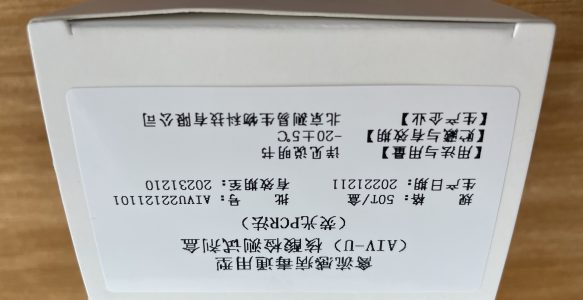 禽流感病毒通用型
（AIV-U）核酸检测试剂盒
（荧光PCR法）
规 格：50T/盒 批 号：AIVU22121101
生产日期：20221211 有效期至：20231210
【用法与用量】 详见说明书
【贮藏与有效期】 -20±5℃
【生产企业】 北京测易生物科技有限公司